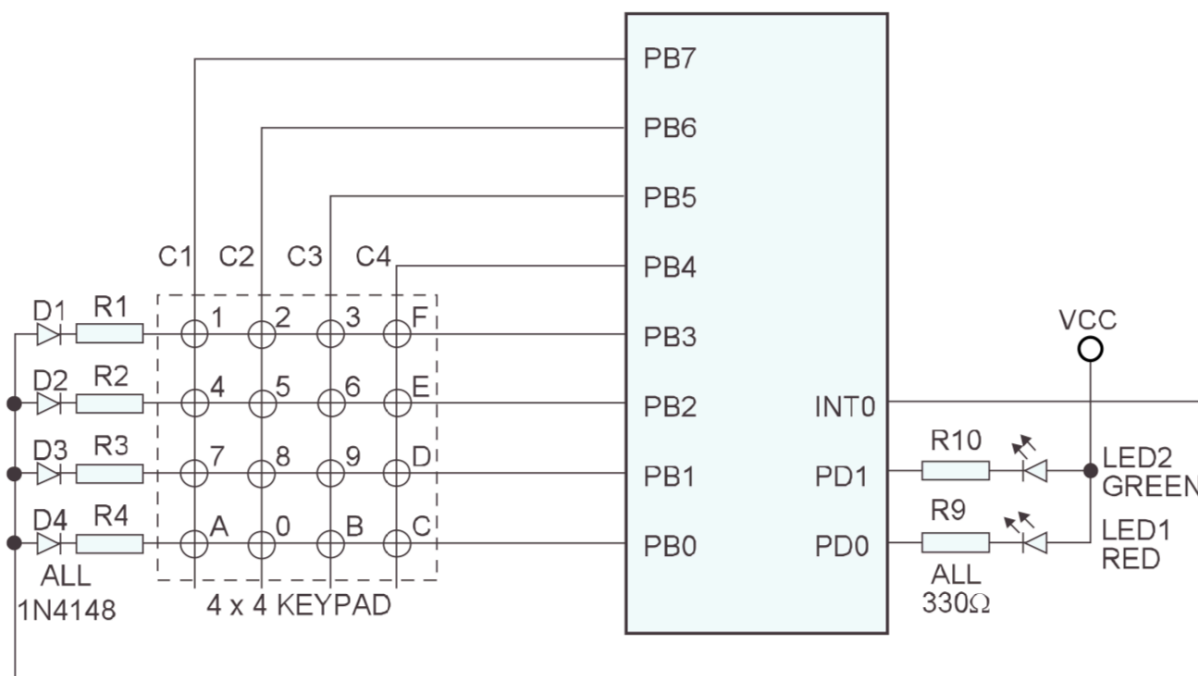 PB7
PB6
PB5
C1 C2 C3 C4
PB4
D1 R1 1 2 3 F PB3
VCC
D2 R2 4 5 6 E PB2 INT0
D3 R3 7 8 9 D PB1 PD1 R10 LED2
GREEN
D4 R4 A 0 B C PB0 PD0 R9 LED1
RED
ALL
1N4148
4 x 4 KEYPAD
ALL
330Ω